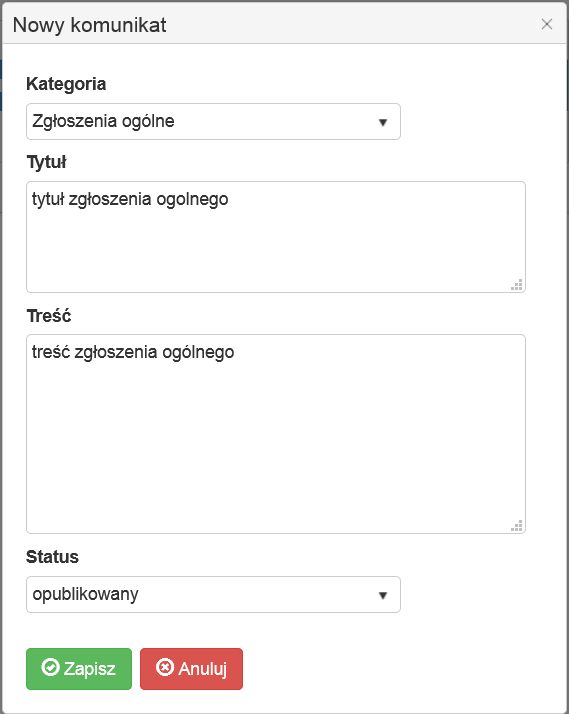 Nowy komunikat
Kategoria
Zgłoszenia ogólne
Tytuł
tytuł zgłoszenia ogolnego
Treść
treść zgłoszenia ogólnego
Status
opublikowany
Zapisz Anuluj